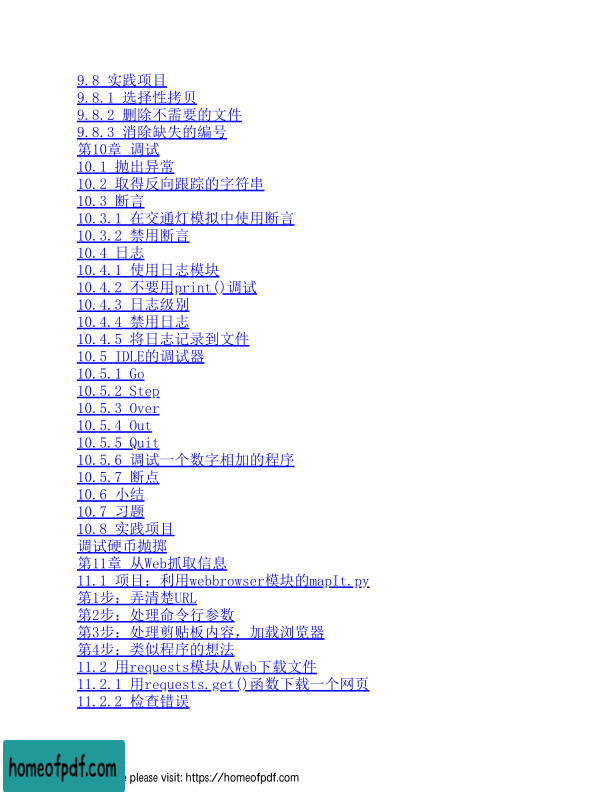 9.8 实践项目
9.8.1 选择性拷贝
9.8.2 删除不需要的文件
9.8.3 消除缺失的编号
第10章 调试
10.1 抛出异常
10.2 取得反向跟踪的字符串
10.3 断言
10.3.1 在交通灯模拟中使用断言
10.3.2 禁用断言
10.4 日志
10.4.1 使用日志模块
10.4.2 不要用print()调试
10.4.3 日志级别
10.4.4 禁用日志
10.4.5 将日志记录到文件
10.5 IDLE的调试器
10.5.1 Go
10.5.2 Step
10.5.3 Over
10.5.4 Out
10.5.5 Quit
10.5.6 调试一个数字相加的程序
10.5.7 断点
10.6 小结
10.7 习题
10.8 实践项目
调试硬币抛掷
第11章 从Web抓取信息
11.1 项目：利用webbrowser模块的mapIt.py
第1步：弄清楚URL
第2步：处理命令行参数
第3步：处理剪贴板内容，加载浏览器
第4步：类似程序的想法
11.2 用requests模块从Web下载文件
11.2.1 用requests.get()函数下载一个网页
11.2.2 检查错误
homeofpdf.com
please visit: https://homeofpdf.com